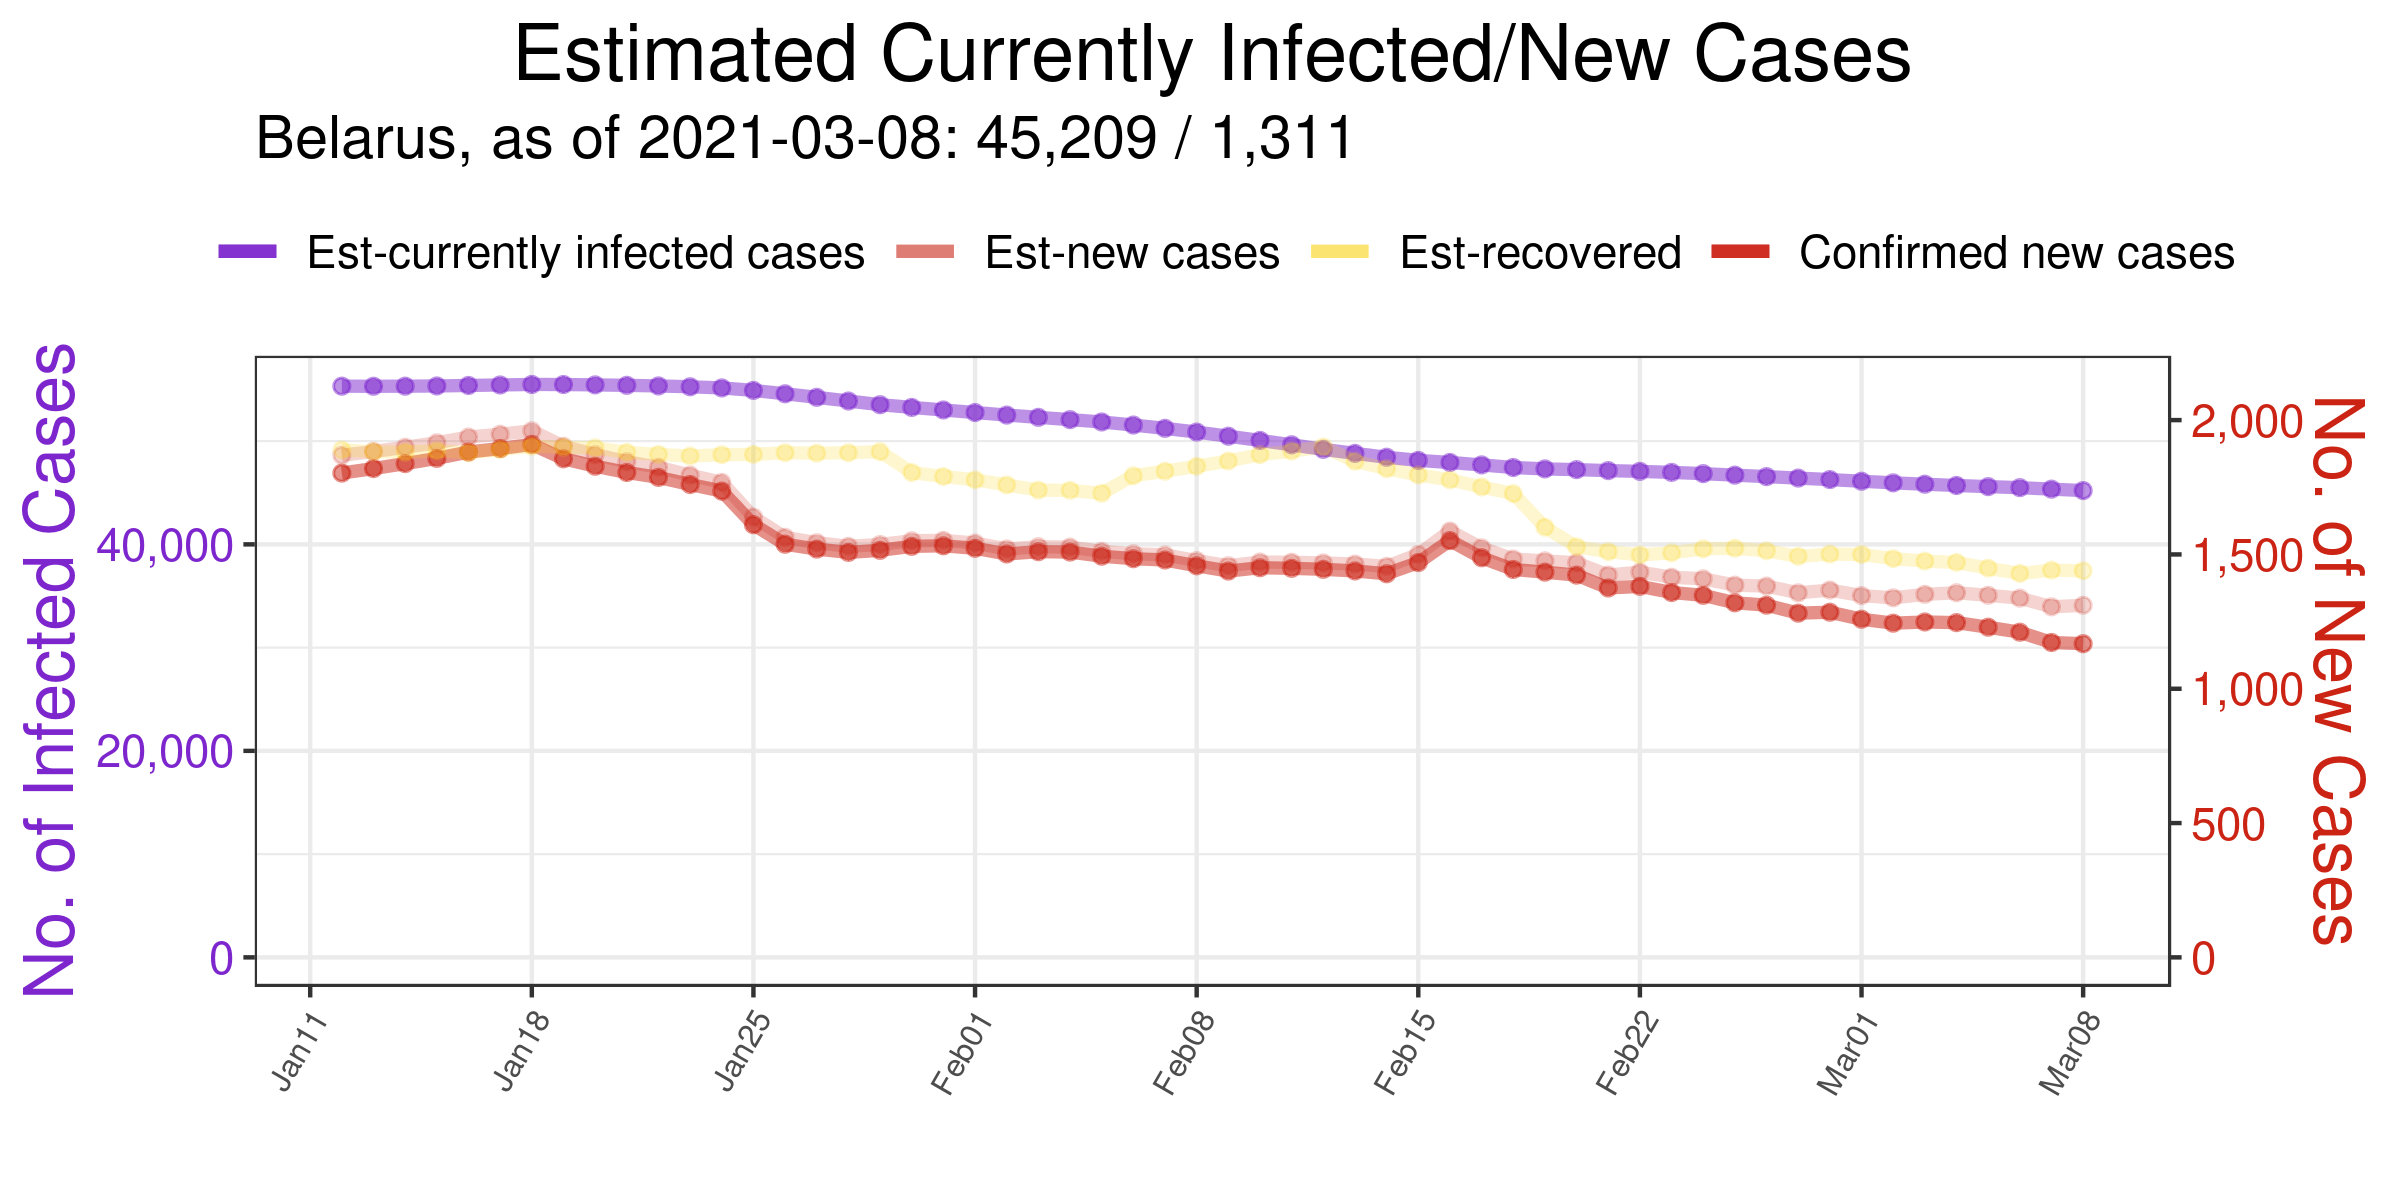 Estimated Currently Infected/New Cases
Belarus, as of 2021-03-08: 45,209 / 1,311
Est-currently infected cases Est-new cases Est-recovered Confirmed new cases
No. of Infected Cases
40,000
20,000
0
2,000
1,500
1,000
500
0
No. of New Cases
Jan11 Jan18 Jan25 Feb01 Feb08 Feb15 Feb22 Mar01 Mar08